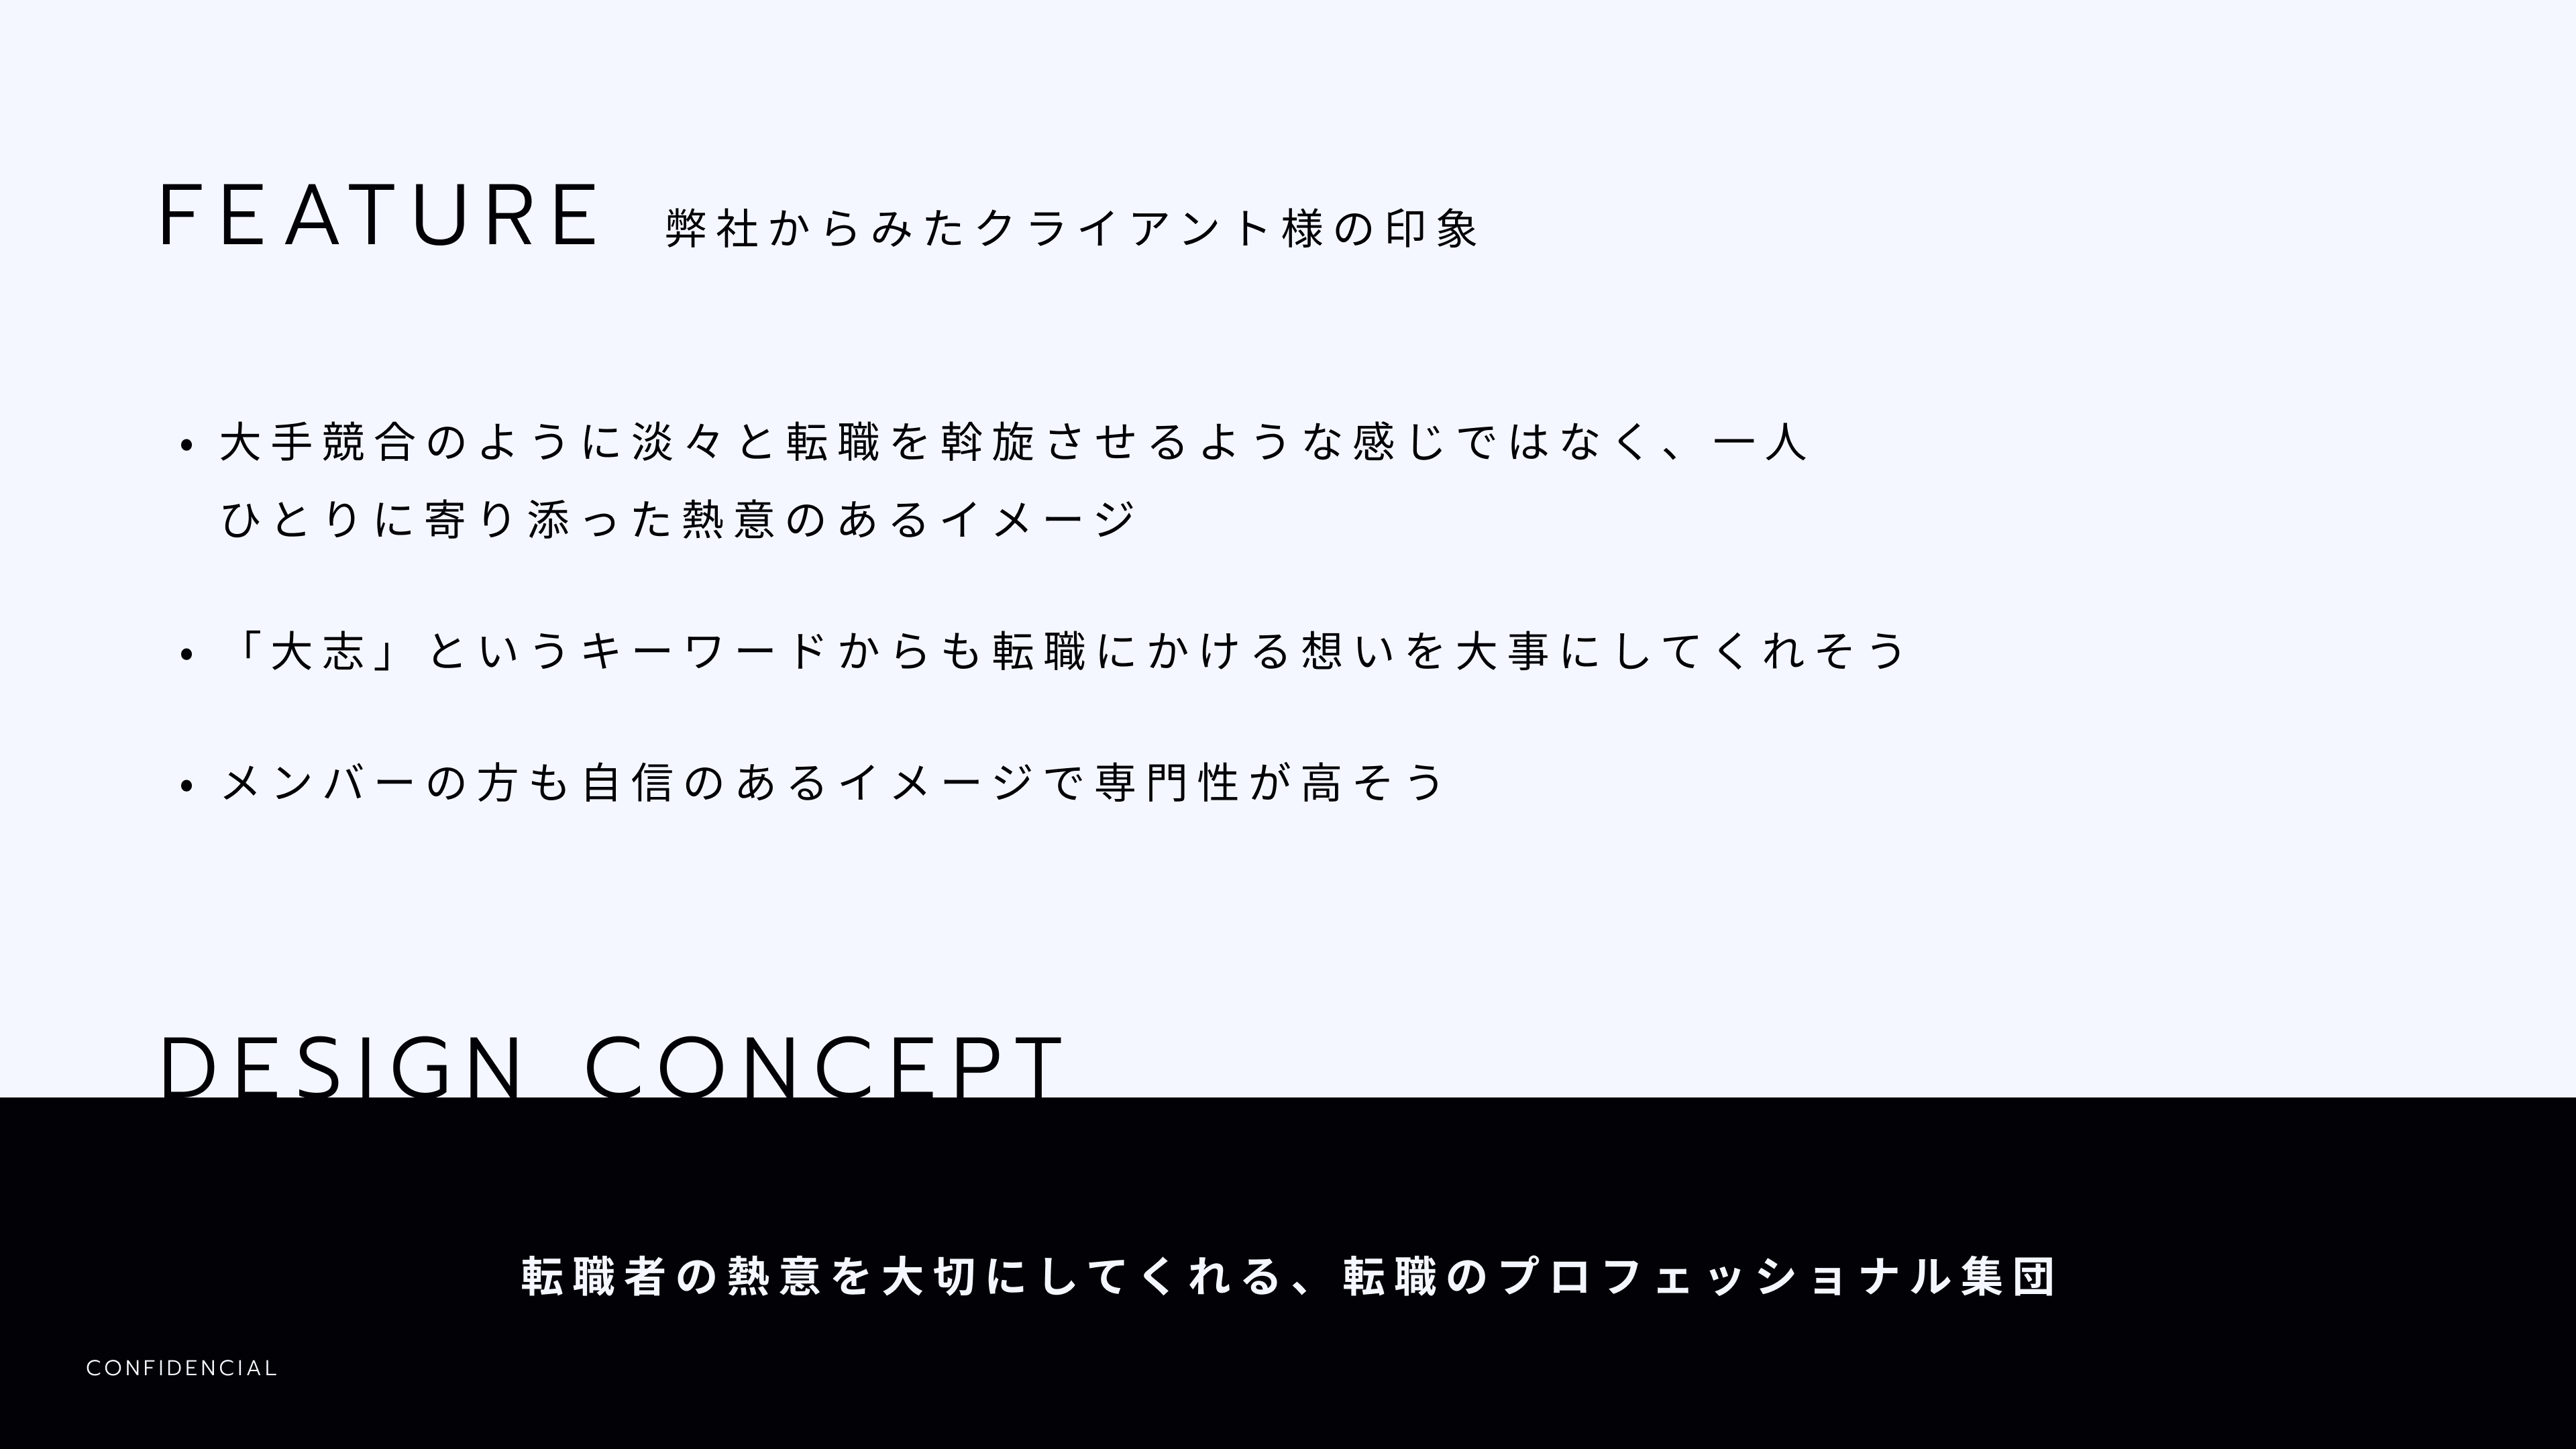 FEATURE 弊社からみたクライアント様の印象
• 大手競合のように淡々と転職を斡旋させるような感じではなく、一人
ひとりに寄り添った熱意のあるイメージ
• 「大志」というキーワードからも転職にかける想いを大事にしてくれそう
• メンバーの方も自信のあるイメージで専門性が高そう
DESIGN CONCEPT
転職者の熱意を大切にしてくれる、転職のプロフェッショナル集団
CONFIDENCIAL